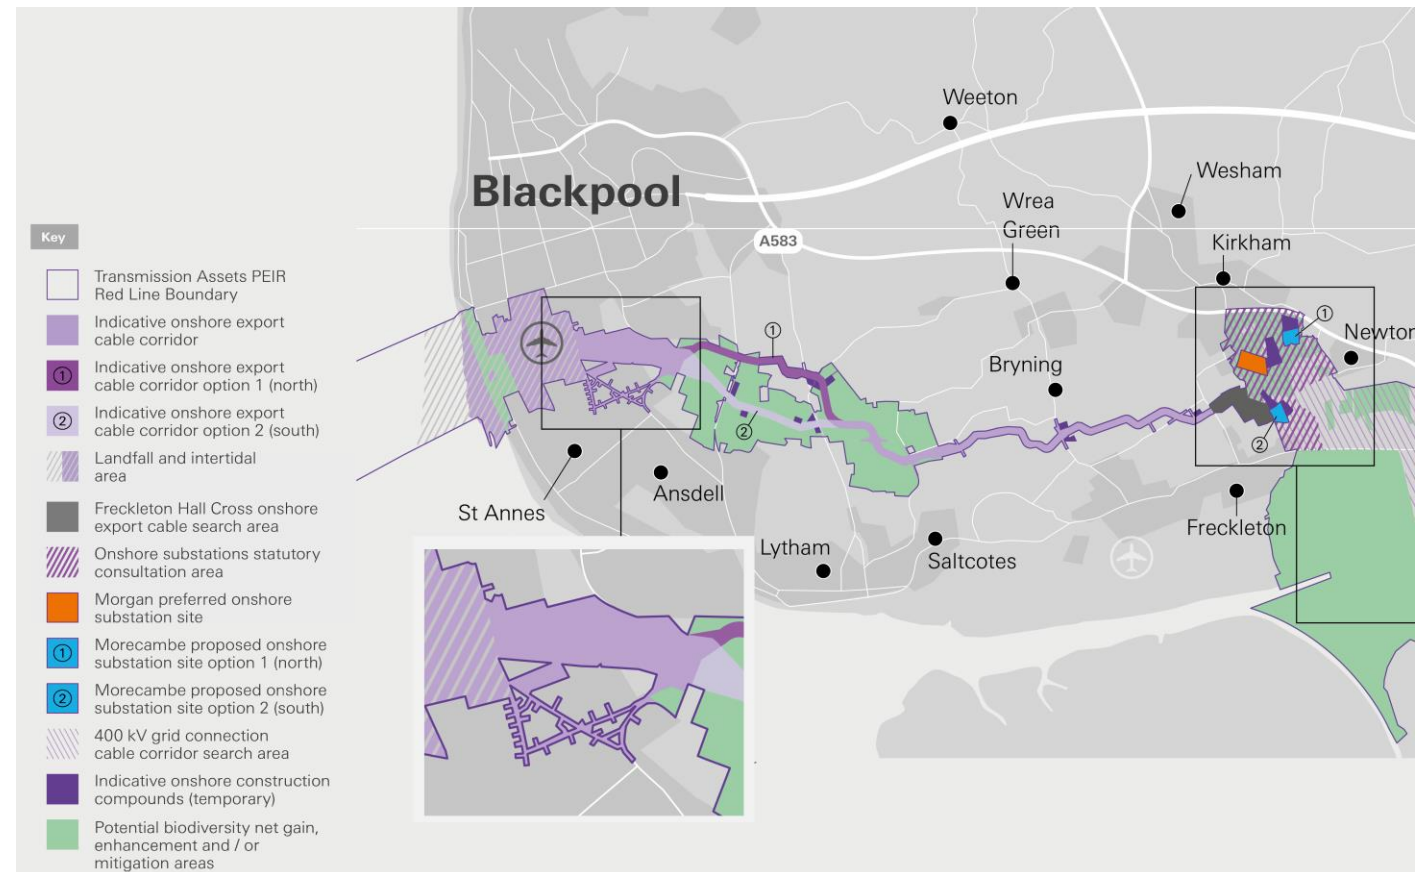 Weeton
Wesham
Blackpool
Wrea
Green
A583
Kirkham
Key
Transmission Assets PEIR
Red Line Boundary
Indicative onshore export
cable corridor
①
Indicative onshore export
cable corridor option 1 (north)
②
Indicative onshore export
cable corridor option 2 (south)
Landfall and intertidal
area
Freckleton Hall Cross onshore
export cable search area
Onshore substations statutory
consultation area
Morgan preferred onshore
substation site
①
Morecambe proposed onshore
substation site option 1 (north)
②
Morecambe proposed onshore
substation site option 2 (south)
400 kV grid connection
cable corridor search area
Indicative onshore construction
compounds (temporary)
Potential biodiversity net gain,
enhancement and / or
mitigation areas
①
①
Newton
Bryning
②
②
St Annes
Ansdell
Freckleton
Lytham
Saltcotes